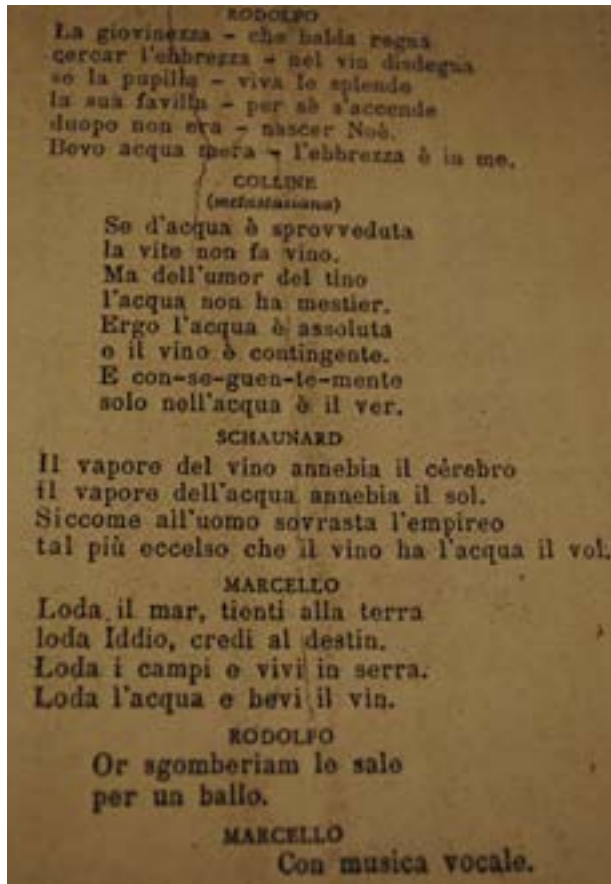 RODOLFO
La giovinezza – che balda regna
cercar l'ebbrezza – nel vin disdegna
se la pupilla – viva le splende
la sua favilla – per sè s'accende
duopo non era – nascer Noè.
Bevo acqua mera – l'ebbrezza è in me.
COLLINE
(metastasiana)
Se d'acqua è sprovveduta
la vite non fa vino.
Ma dell'umor del tino
l'acqua non ha mestier.
Ergo l'acqua è assoluta
e il vino è contingente.
E con-se-guen-te-mente
solo nell'acqua è il ver.
SCHAUNARD
Il vapore del vino annebia il cérebro
il vapore dell'acqua annebia il sol.
Siccome all'uomo sovrasta l'empireo
tal più eccelso che il vino ha l'acqua il vol.
MARCELLO
Loda il mar, tienti alla terra
loda Iddio, credi al destin.
Loda i campi e vivi in serra.
Loda l'acqua e bevi il vin.
RODOLFO
Or sgomberiam le sale
per un ballo.
MARCELLO
Con musica vocale.